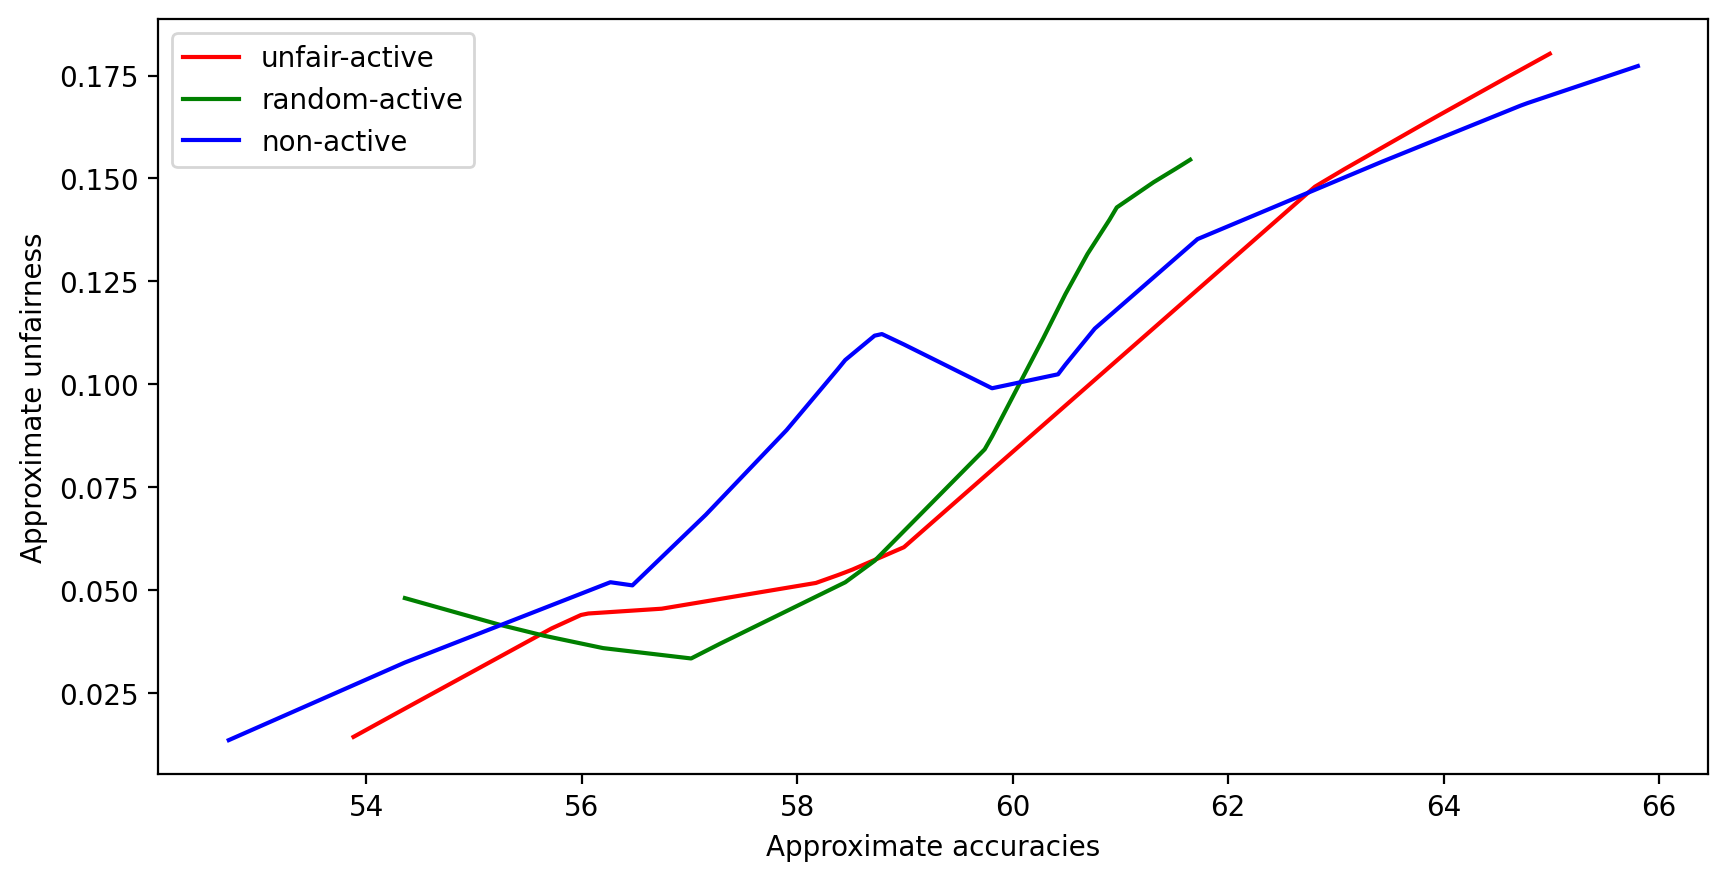 unfair-active
random-active
non-active
0.175
0.150
0.125
0.100
0.075
0.050
0.025
Approximate unfairness
54 56 58 60 62 64 66
Approximate accuracies